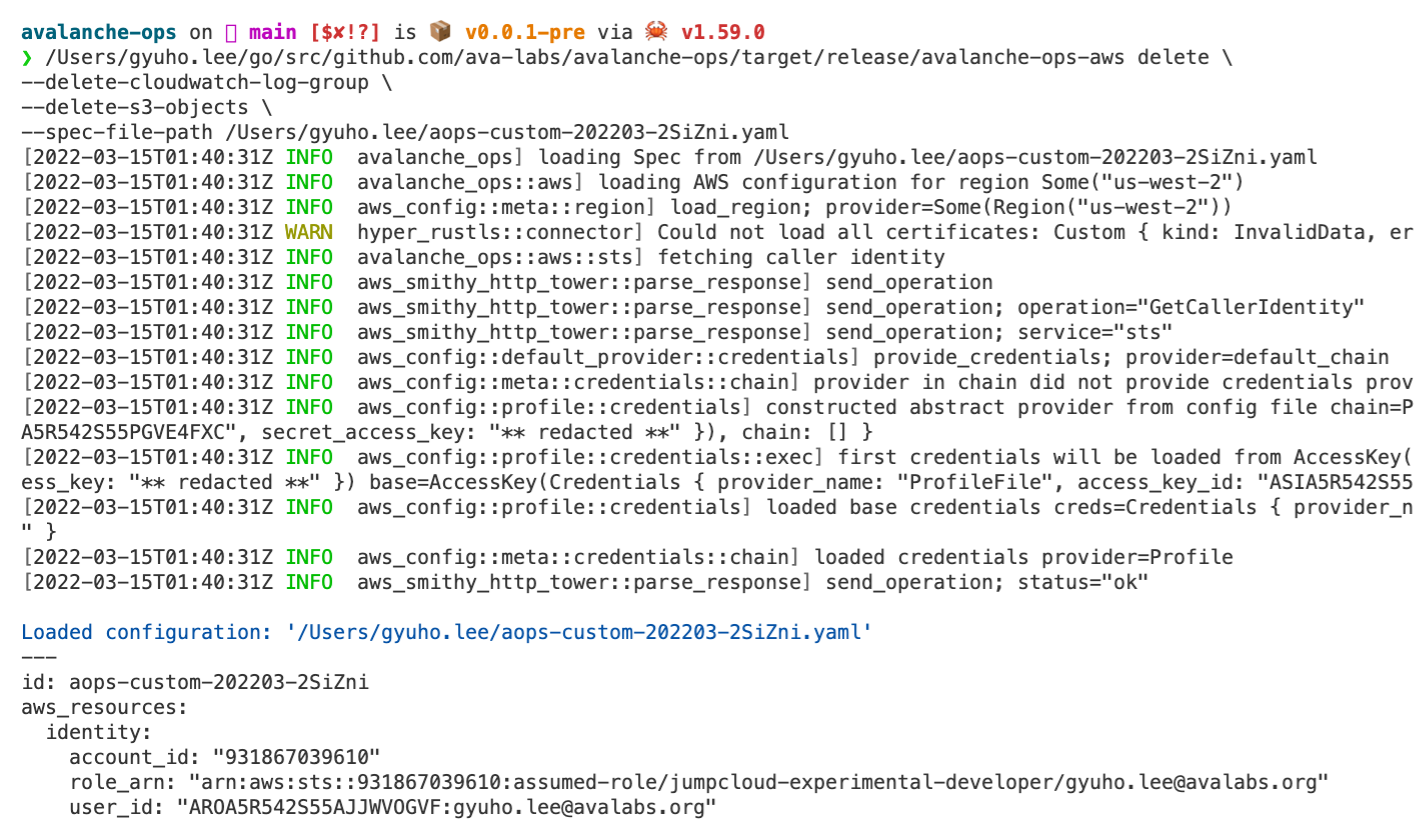 avalanche-ops on main [$✘!?] is 📦 v0.0.1-pre via 🦀 v1.59.0
❯ /Users/gyuho.lee/go/src/github.com/ava-labs/avalanche-ops/target/release/avalanche-ops-aws delete \
--delete-cloudwatch-log-group \
--delete-s3-objects \
--spec-file-path /Users/gyuho.lee/aops-custom-202203-2SiZni.yaml
[2022-03-15T01:40:31Z INFO  avalanche_ops] loading Spec from /Users/gyuho.lee/aops-custom-202203-2SiZni.yaml
[2022-03-15T01:40:31Z INFO  avalanche_ops::aws] loading AWS configuration for region Some("us-west-2")
[2022-03-15T01:40:31Z INFO  aws_config::meta::region] load_region; provider=Some(Region("us-west-2"))
[2022-03-15T01:40:31Z WARN  hyper_rustls::connector] Could not load all certificates: Custom { kind: InvalidData, er
[2022-03-15T01:40:31Z INFO  avalanche_ops::aws::sts] fetching caller identity
[2022-03-15T01:40:31Z INFO  aws_smithy_http_tower::parse_response] send_operation
[2022-03-15T01:40:31Z INFO  aws_smithy_http_tower::parse_response] send_operation; operation="GetCallerIdentity"
[2022-03-15T01:40:31Z INFO  aws_smithy_http_tower::parse_response] send_operation; service="sts"
[2022-03-15T01:40:31Z INFO  aws_config::default_provider::credentials] provide_credentials; provider=default_chain
[2022-03-15T01:40:31Z INFO  aws_config::meta::credentials::chain] provider in chain did not provide credentials prov
[2022-03-15T01:40:31Z INFO  aws_config::profile::credentials] constructed abstract provider from config file chain=P
A5R542S55PGVE4FXC", secret_access_key: "** redacted **" }), chain: [] }
[2022-03-15T01:40:31Z INFO  aws_config::profile::credentials::exec] first credentials will be loaded from AccessKey(
ess_key: "** redacted **" }) base=AccessKey(Credentials { provider_name: "ProfileFile", access_key_id: "ASIA5R542S55
[2022-03-15T01:40:31Z INFO  aws_config::profile::credentials] loaded base credentials creds=Credentials { provider_n
" }
[2022-03-15T01:40:31Z INFO  aws_config::meta::credentials::chain] loaded credentials provider=Profile
[2022-03-15T01:40:31Z INFO  aws_smithy_http_tower::parse_response] send_operation; status="ok"
Loaded configuration: '/Users/gyuho.lee/aops-custom-202203-2SiZni.yaml'
---
id: aops-custom-202203-2SiZni
aws_resources:
  identity:
    account_id: "931867039610"
    role_arn: "arn:aws:sts::931867039610:assumed-role/jumpcloud-experimental-developer/gyuho.lee@avalabs.org"
    user_id: "AROA5R542S55AJJWVOGVF:gyuho.lee@avalabs.org"